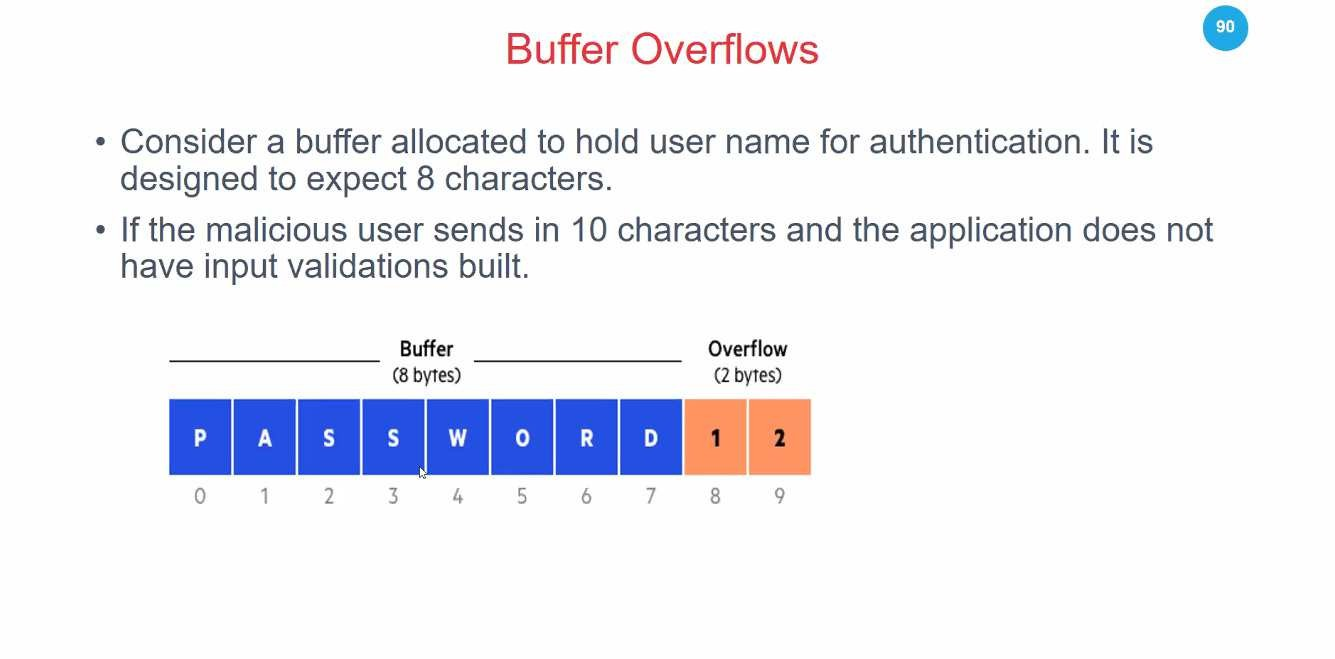 90
Buffer Overflows
• Consider a buffer allocated to hold user name for authentication. It is
designed to expect 8 characters.
• If the malicious user sends in 10 characters and the application does not
have input validations built.
Buffer Overflow
(8 bytes) (2 bytes)
P A S S W O R D 1 2
0 1 2 3 4 5 6 7 8 9